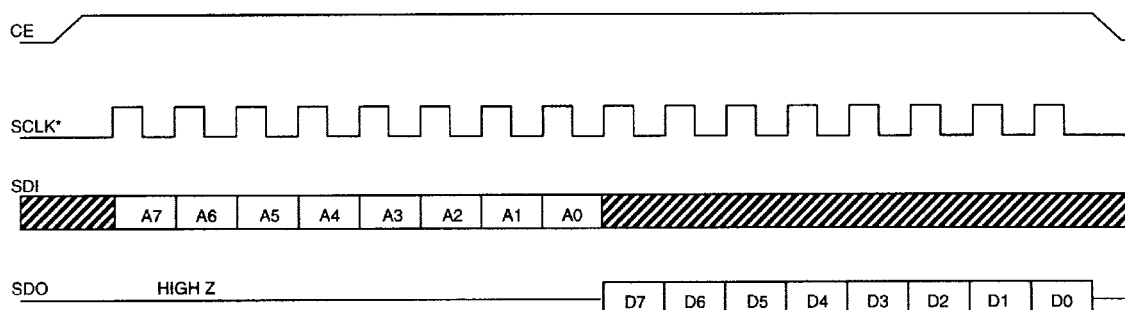 CE
SCLK*
SDI
A7 A6 A5 A4 A3 A2 A1 A0
SDO HIGH Z D7 D6 D5 D4 D3 D2 D1 D0